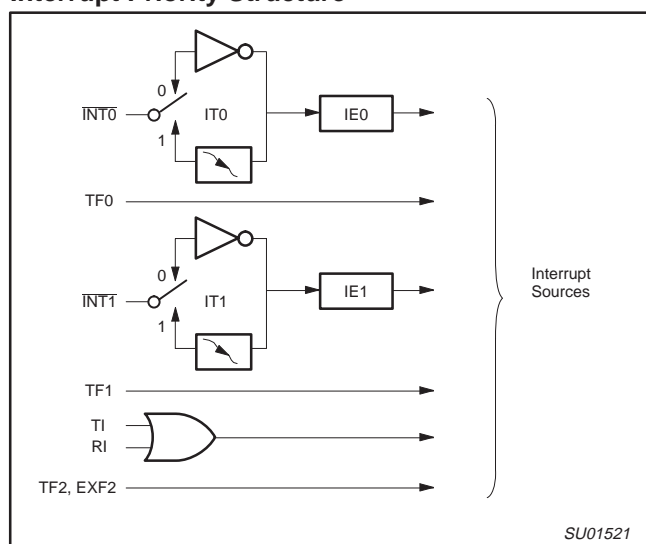 Interrupt Priority Structure
0
INT0
IT0
IE0
1
TF0
0
INT1
IT1
IE1
1
Interrupt
Sources
TF1
TI
RI
TF2, EXF2
SU01521